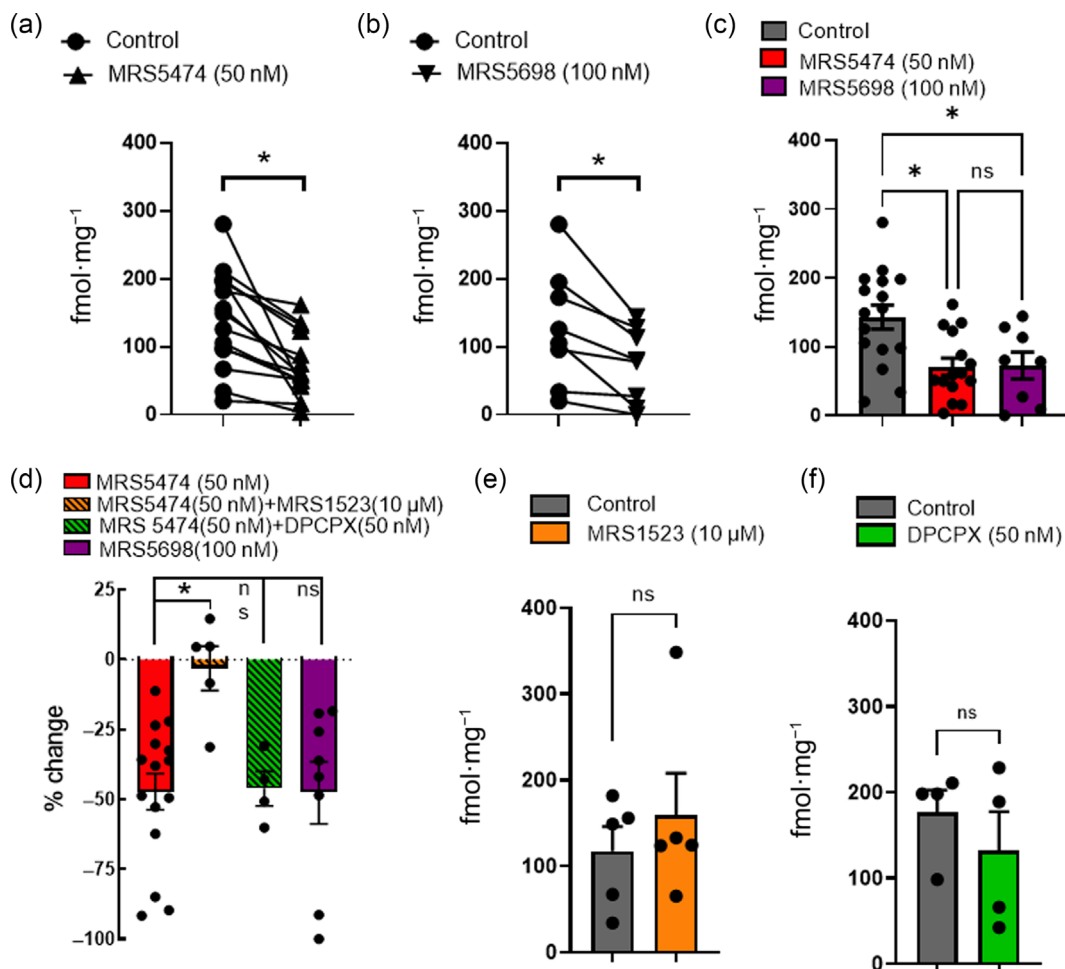 (a)
Control
MRS5474 (50 nM)
fmol·mg⁻¹
400
300
200
100
0
*
(b)
Control
MRS5698 (100 nM)
fmol·mg⁻¹
400
300
200
100
0
*
(c)
Control
MRS5474 (50 nM)
MRS5698 (100 nM)
fmol·mg⁻¹
400
300
200
100
0
*
*
ns
(d)
MRS5474 (50 nM)
MRS5474(50 nM)+MRS1523(10 µM)
MRS 5474(50 nM)+DPCPX(50 nM)
MRS5698(100 nM)
% change
25
0
−25
−50
−75
−100
*
n
s
ns
(e)
Control
MRS1523 (10 µM)
fmol·mg⁻¹
400
300
200
100
0
ns
(f)
Control
DPCPX (50 nM)
fmol·mg⁻¹
400
300
200
100
0
ns